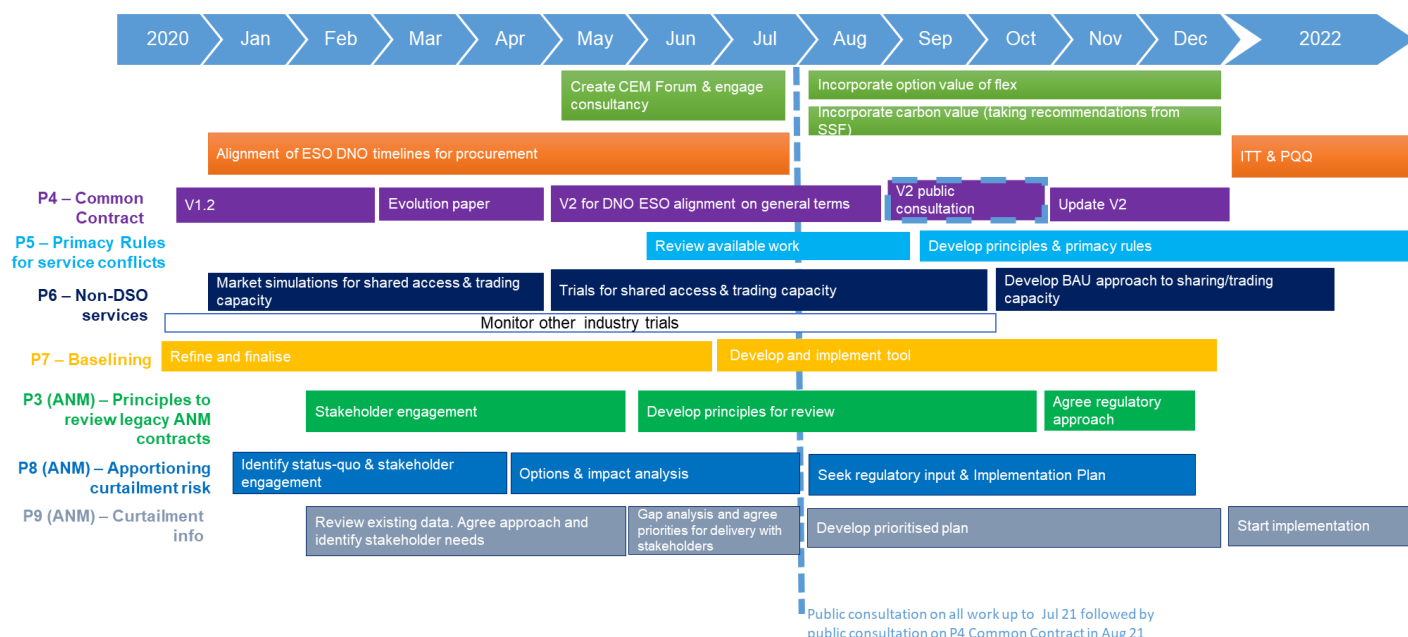 2020 Jan Feb Mar Apr May Jun Jul Aug Sep Oct Nov Dec 2022
Create CEM Forum & engage
consultancy
Incorporate option value of flex
Incorporate carbon value (taking recommendations from
SSF)
Alignment of ESO DNO timelines for procurement
ITT & PQQ
P4 – Common
Contract
V1.2
Evolution paper
V2 for DNO ESO alignment on general terms
V2 public
consultation
Update V2
P5 – Primacy Rules
for service conflicts
Review available work
Develop principles & primacy rules
P6 – Non-DSO
services
Market simulations for shared access & trading
capacity
Trials for shared access & trading capacity
Develop BAU approach to sharing/trading
capacity
Monitor other industry trials
P7 – Baselining
Refine and finalise
Develop and implement tool
P3 (ANM) – Principles to
review legacy ANM
contracts
Stakeholder engagement
Develop principles for review
Agree regulatory
approach
P8 (ANM) – Apportioning
curtailment risk
Identify status-quo & stakeholder
engagement
Options & impact analysis
Seek regulatory input & Implementation Plan
P9 (ANM) – Curtailment
info
Review existing data. Agree approach and
identify stakeholder needs
Gap analysis and agree
priorities for delivery with
stakeholders
Develop prioritised plan
Start implementation
Public consultation on all work up to Jul 21 followed by
public consultation on P4 Common Contract in Aug 21